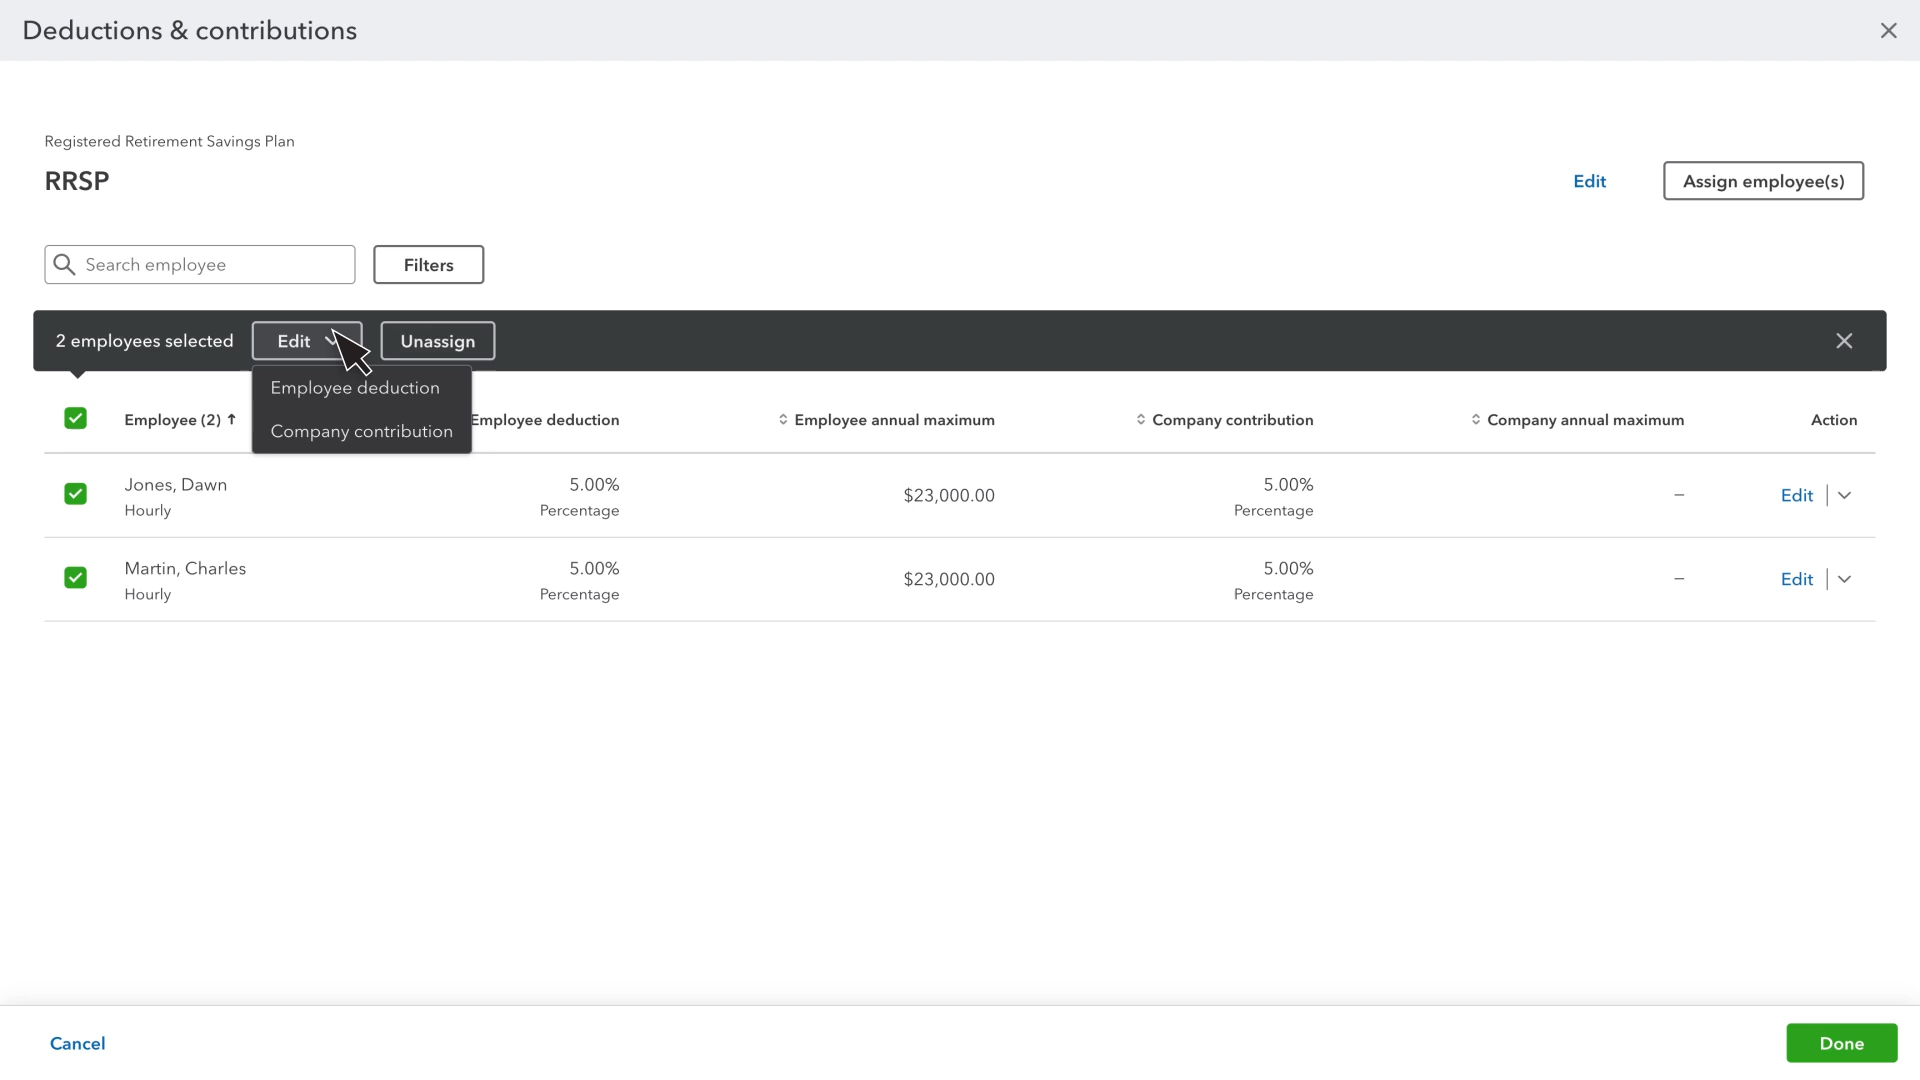 Deductions & contributions
Registered Retirement Savings Plan
RRSP
Edit
Assign employee(s)
Search employee
Filters
2 employees selected
Edit
Unassign
Employee deduction
Company contribution
Employee (2)
Employee deduction
Employee annual maximum
Company contribution
Company annual maximum
Action
Jones, Dawn
Hourly
5.00%
Percentage
$23,000.00
5.00%
Percentage
–
Edit
Martin, Charles
Hourly
5.00%
Percentage
$23,000.00
5.00%
Percentage
–
Edit
Cancel
Done